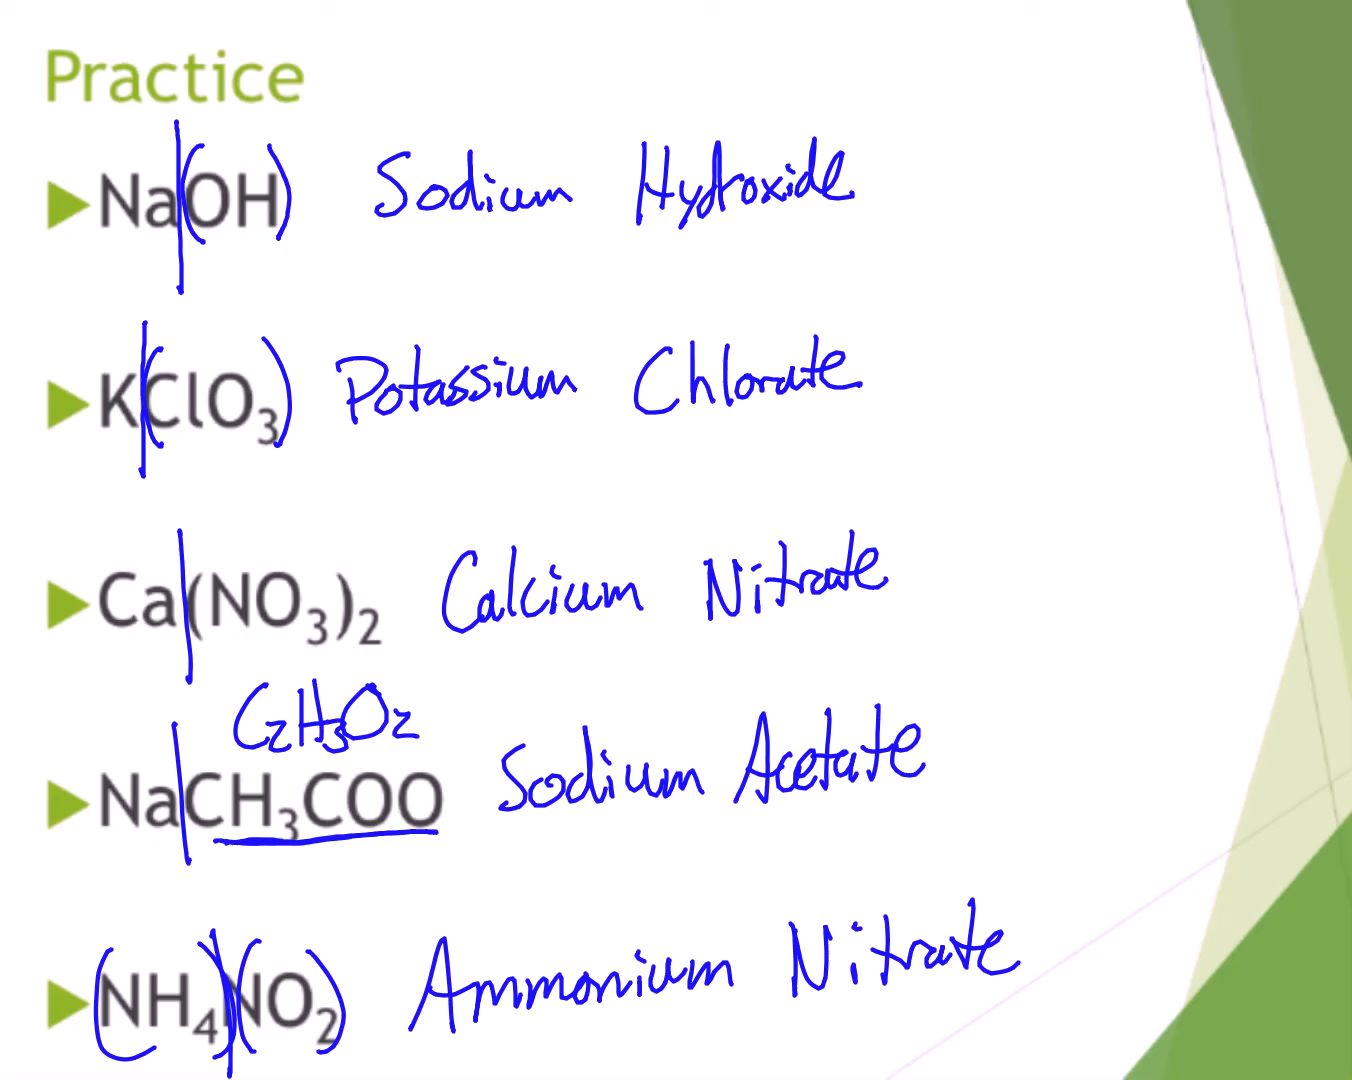 Practice
NaOH Sodium Hydroxide
KClO₃ Potassium Chlorate
Ca(NO₃)₂ Calcium Nitrate
C₂H₃O₂
NaCH₃COO Sodium Acetate
NH₄NO₂ Ammonium Nitrate